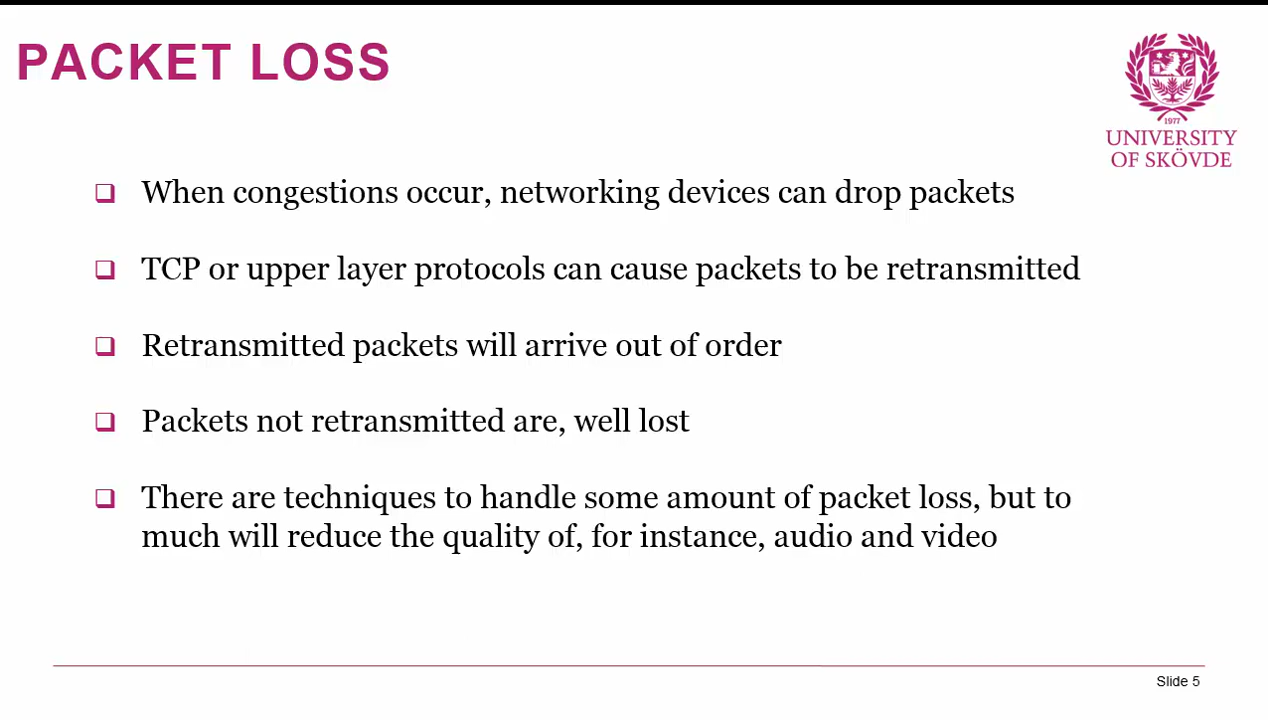 PACKET LOSS
1977
UNIVERSITY
OF SKÖVDE
When congestions occur, networking devices can drop packets
TCP or upper layer protocols can cause packets to be retransmitted
Retransmitted packets will arrive out of order
Packets not retransmitted are, well lost
There are techniques to handle some amount of packet loss, but to
much will reduce the quality of, for instance, audio and video
Slide 5